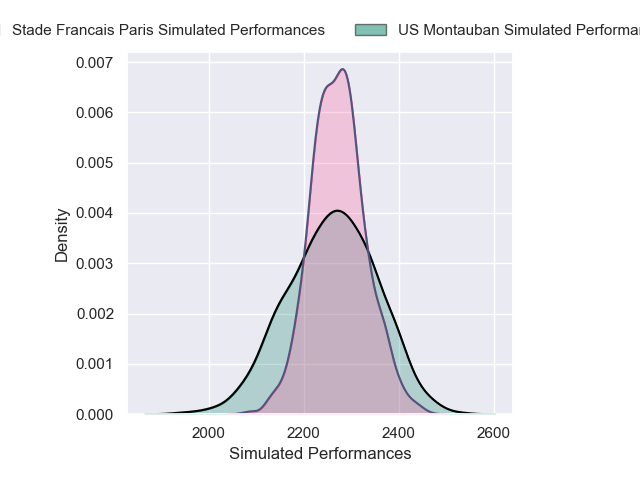 Stade Francais Paris Simulated Performances US Montauban Simulated Performan
0.007
0.006
0.005
0.004
0.003
0.002
0.001
0.000
Density
2000 2200 2400 2600
Simulated Performances